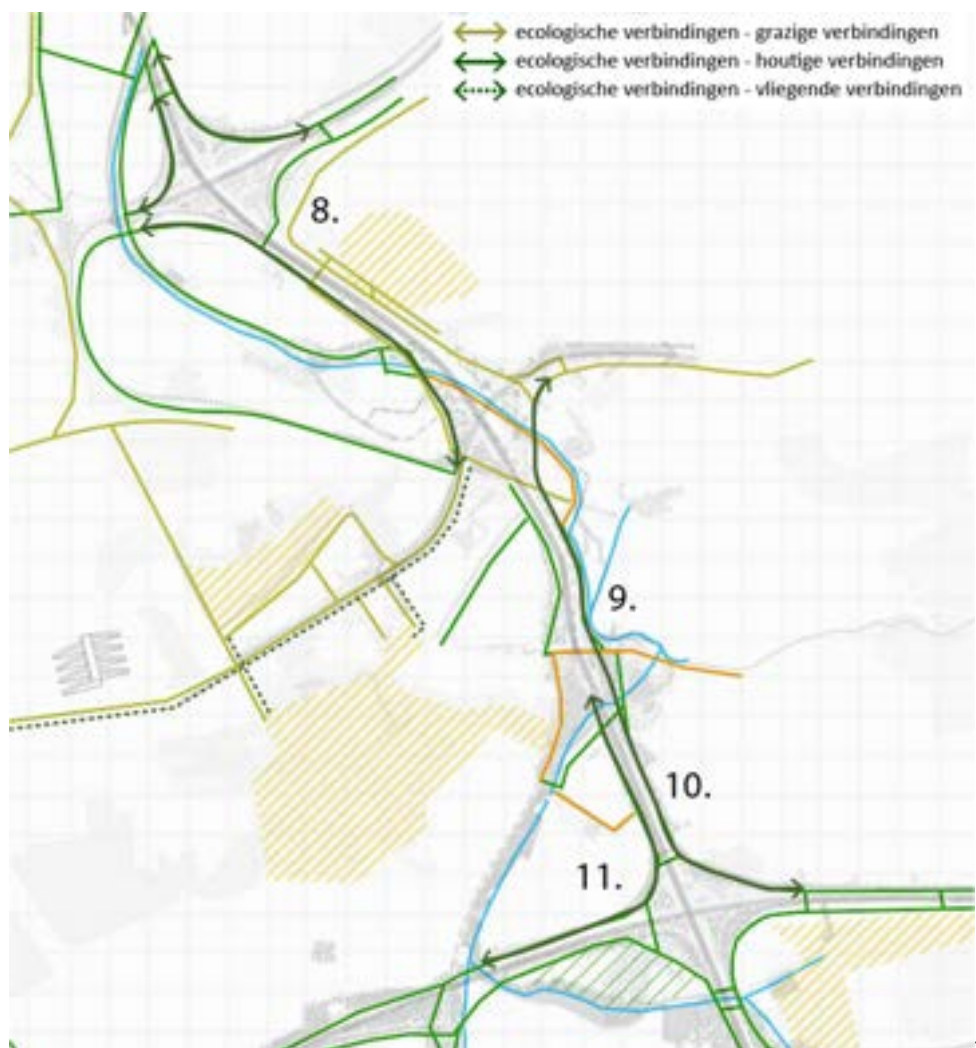 ecologische verbindingen - grazige verbindingen
ecologische verbindingen - houtige verbindingen
ecologische verbindingen - vliegende verbindingen
8.
9.
10.
11.